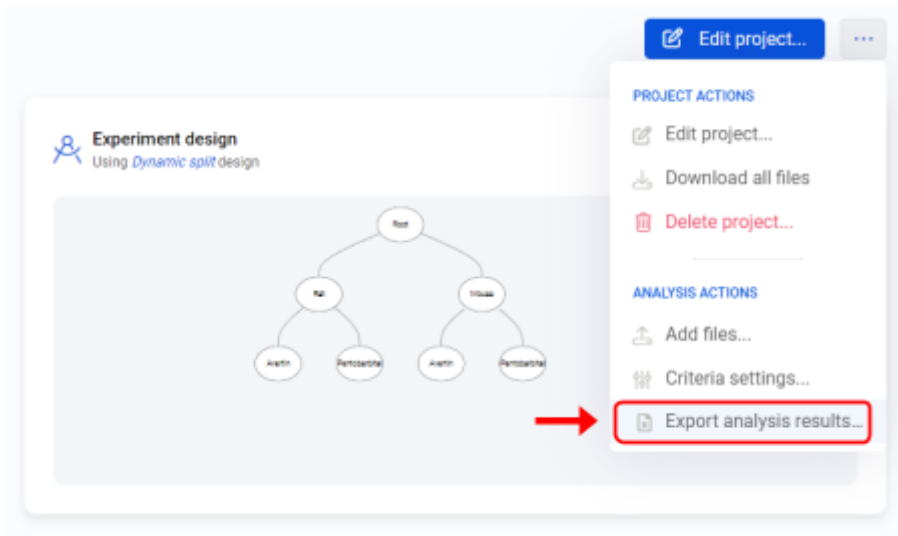 Edit project...
...
PROJECT ACTIONS
Edit project...
Download all files
Delete project...
ANALYSIS ACTIONS
Add files...
Criteria settings...
Export analysis results...
Experiment design
Using Dynamic split design
Root
Rat
Mouse
Avertin
Pentobarbital
Avertin
Pentobarbital